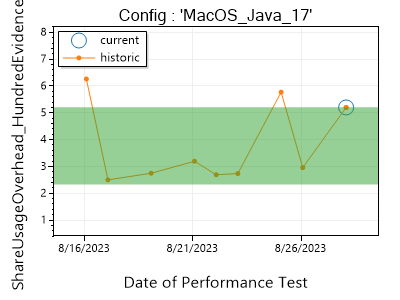 Config : 'MacOS_Java_17'
current
historic
ShareUsageOverhead_HundredEvidence
8
7
6
5
4
3
2
1
8/16/2023
8/21/2023
8/26/2023
Date of Performance Test